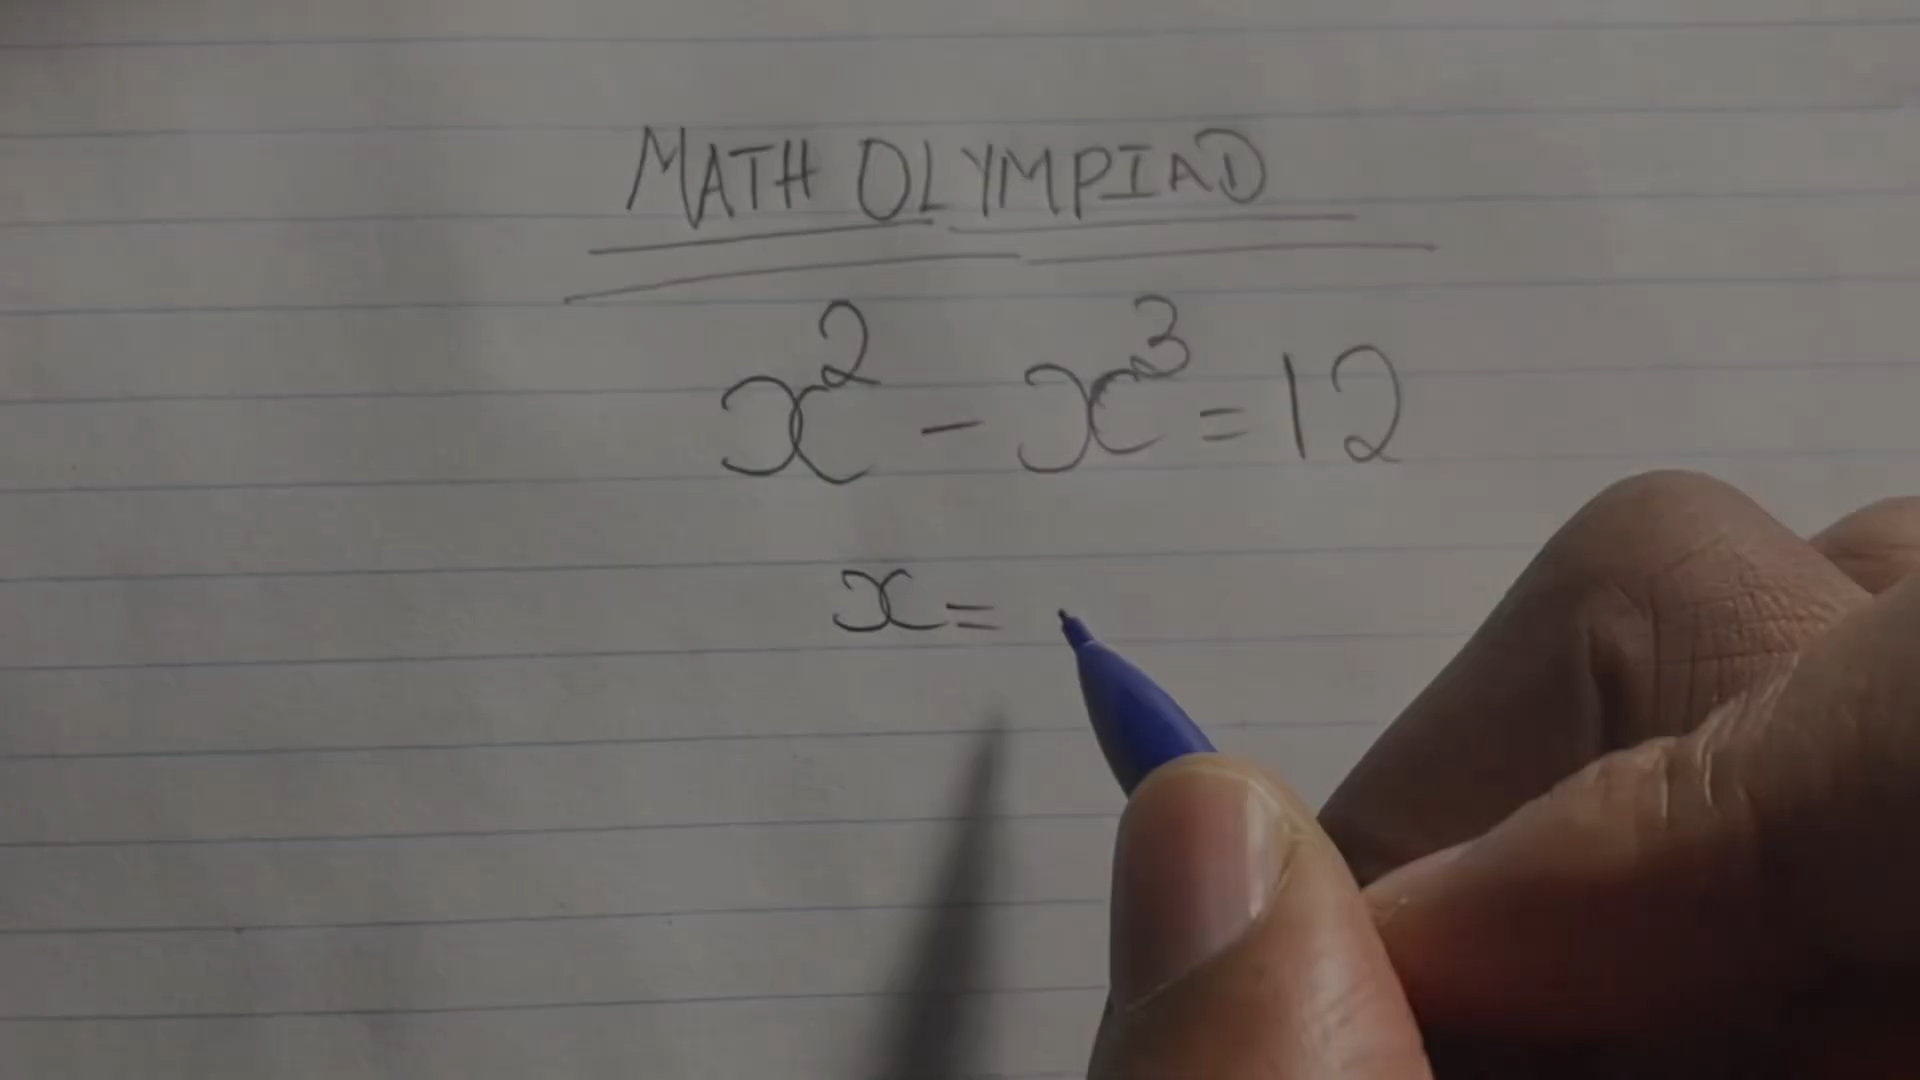 MATH OLYMPIAD
x² - x³ = 12
x =